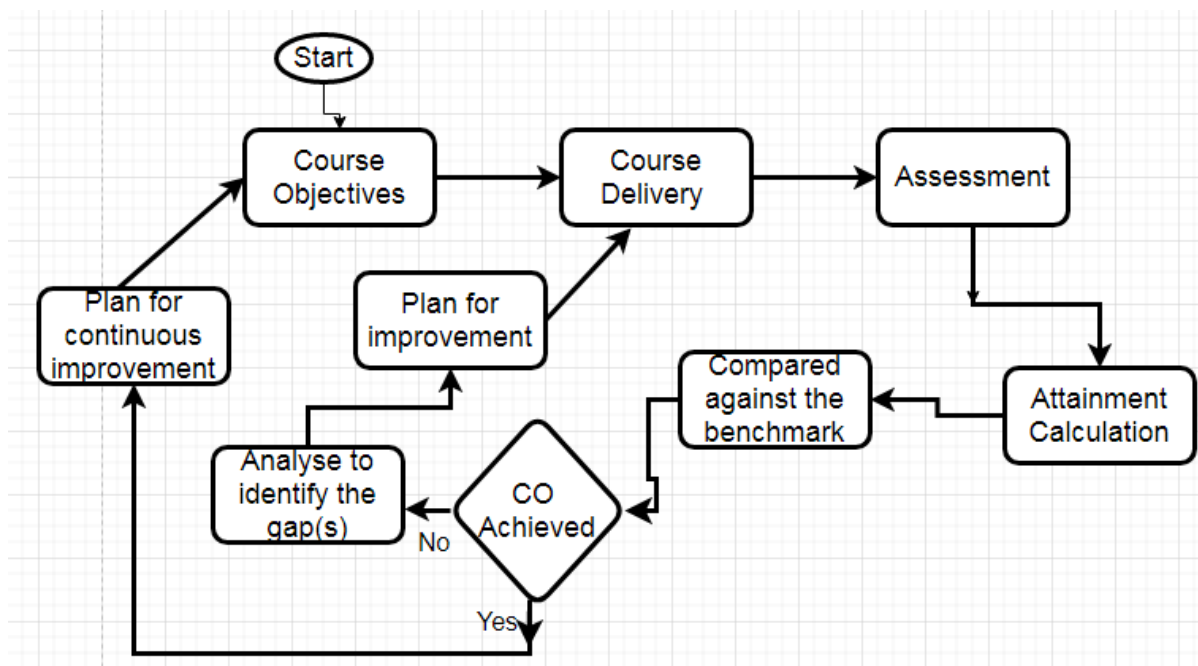 Start
Course
Objectives
Course
Delivery
Assessment
Plan for
continuous
improvement
Plan for
improvement
Compared
against the
benchmark
Attainment
Calculation
Analyse to
identify the
gap(s)
CO
Achieved
No
Yes